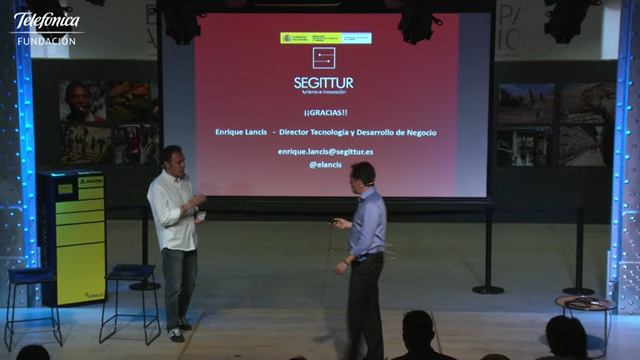 Telefónica
FUNDACIÓN
SEGITTUR
turismo e innovación
¡¡GRACIAS!!
Enrique Lancis - Director Tecnología y Desarrollo de Negocio
enrique.lancis@segittur.es
@elancis